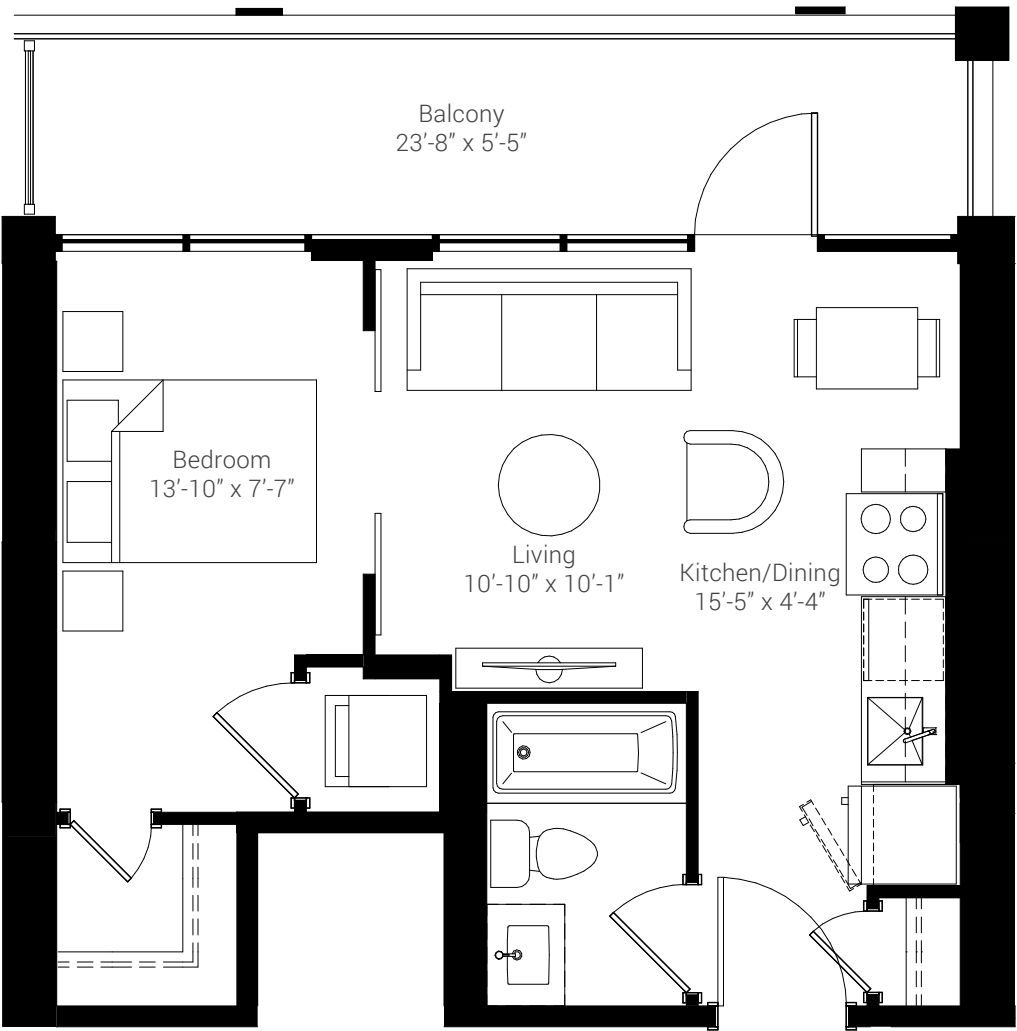 Balcony
23’-8” x 5’-5”
Bedroom
13’-10” x 7’-7”
Living
10’-10” x 10’-1”
Kitchen/Dining
15’-5” x 4’-4”